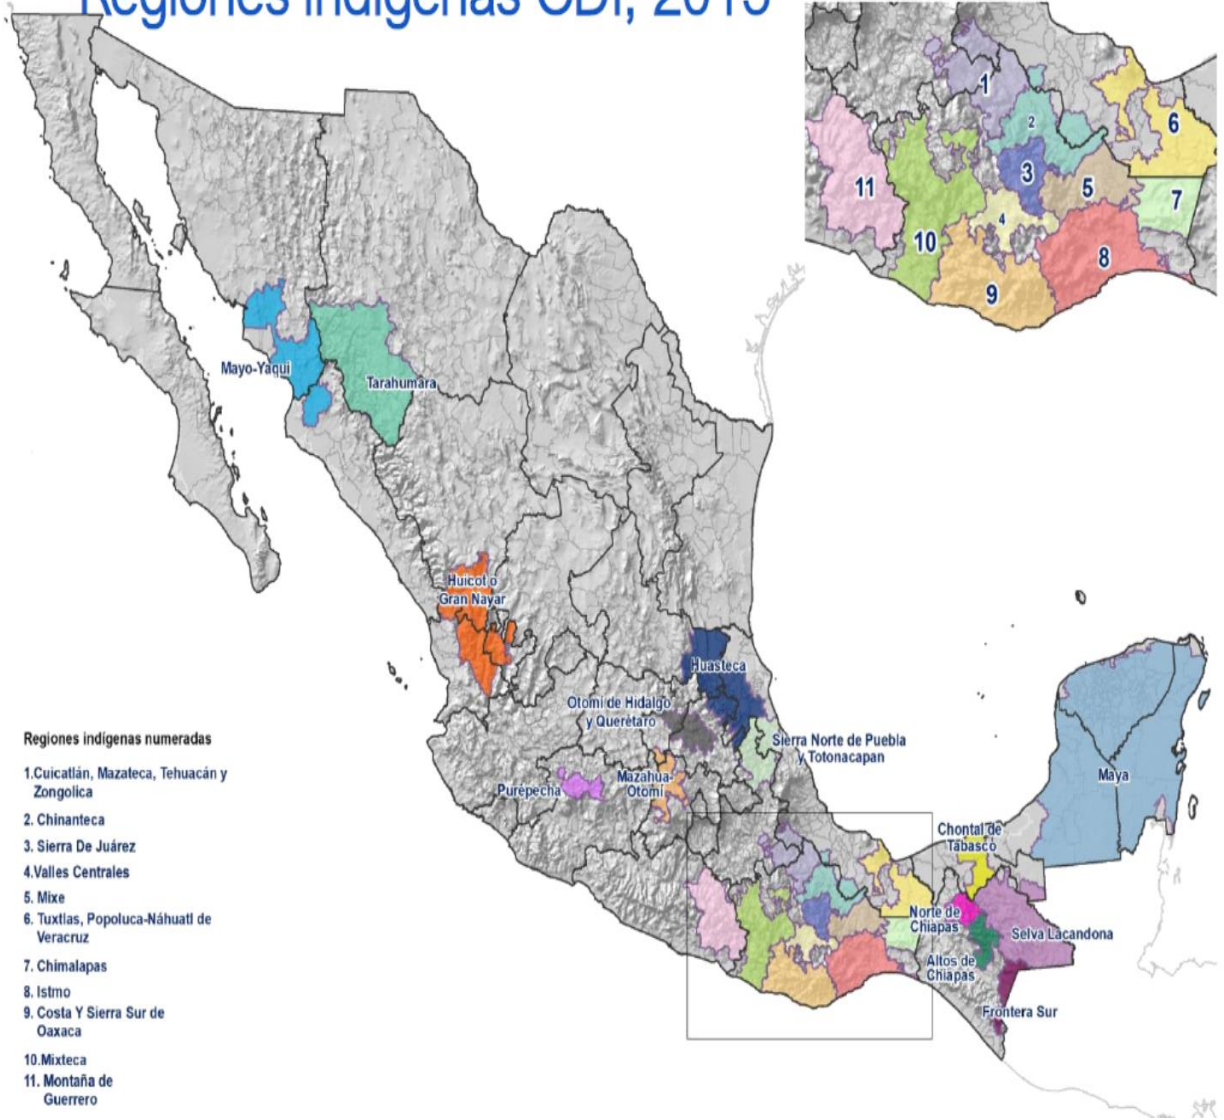 Regiones indígenas CDI, 2015
1
2
3
4
5
6
7
8
9
10
11
Mayo-Yaqui
Tarahumara
Huicot o
Gran Nayar
Huasteca
Otomí de Hidalgo
y Querétaro
Sierra Norte de Puebla
y Totonacapan
Mazahua-
Otomí
Purépecha
Maya
Chontal de
Tabasco
Norte de
Chiapas
Selva Lacandona
Altos de
Chiapas
Frontera Sur
Regiones indígenas numeradas
1.Cuicatlán, Mazateca, Tehuacán y
Zongolica
2. Chinanteca
3. Sierra De Juárez
4.Valles Centrales
5. Mixe
6. Tuxtlas, Popoluca-Náhuatl de
Veracruz
7. Chimalapas
8. Istmo
9. Costa Y Sierra Sur de
Oaxaca
10.Mixteca
11. Montaña de
Guerrero